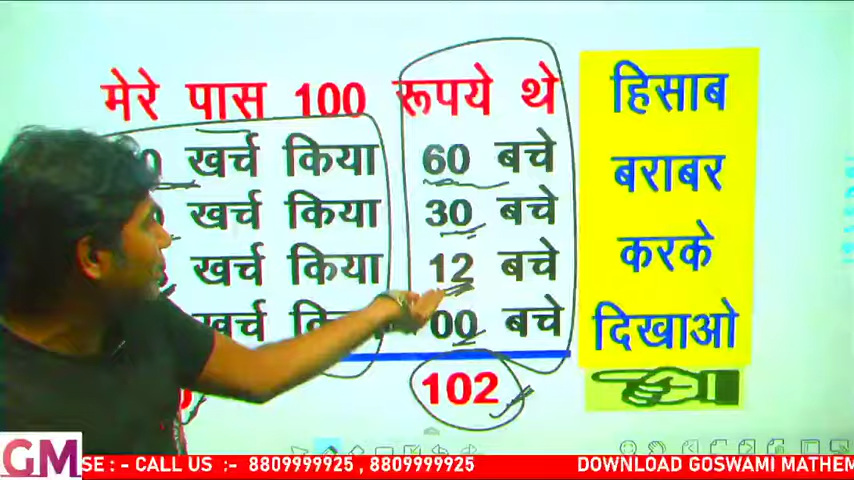 मेरे पास 100 रूपये थे
खर्च किया 60 बचे
खर्च किया 30 बचे
खर्च किया 12 बचे
खर्च 00 बचे
102
हिसाब
बराबर
करके
दिखाओ
GM
SE : - CALL US :- 8809999925 , 8809999925
DOWNLOAD GOSWAMI MATHEM